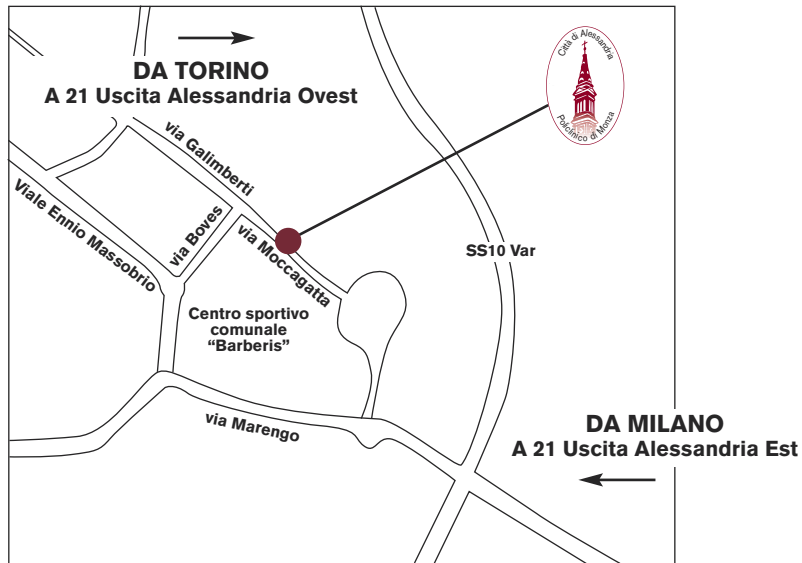 Città di Alessandria
Policlinico di Monza
DA TORINO
A 21 Uscita Alessandria Ovest
via Galimberti
Viale Ennio Massobrio
via Boves
via Moccagatta
SS10 Var
Centro sportivo
comunale
“Barberis”
via Marengo
DA MILANO
A 21 Uscita Alessandria Est